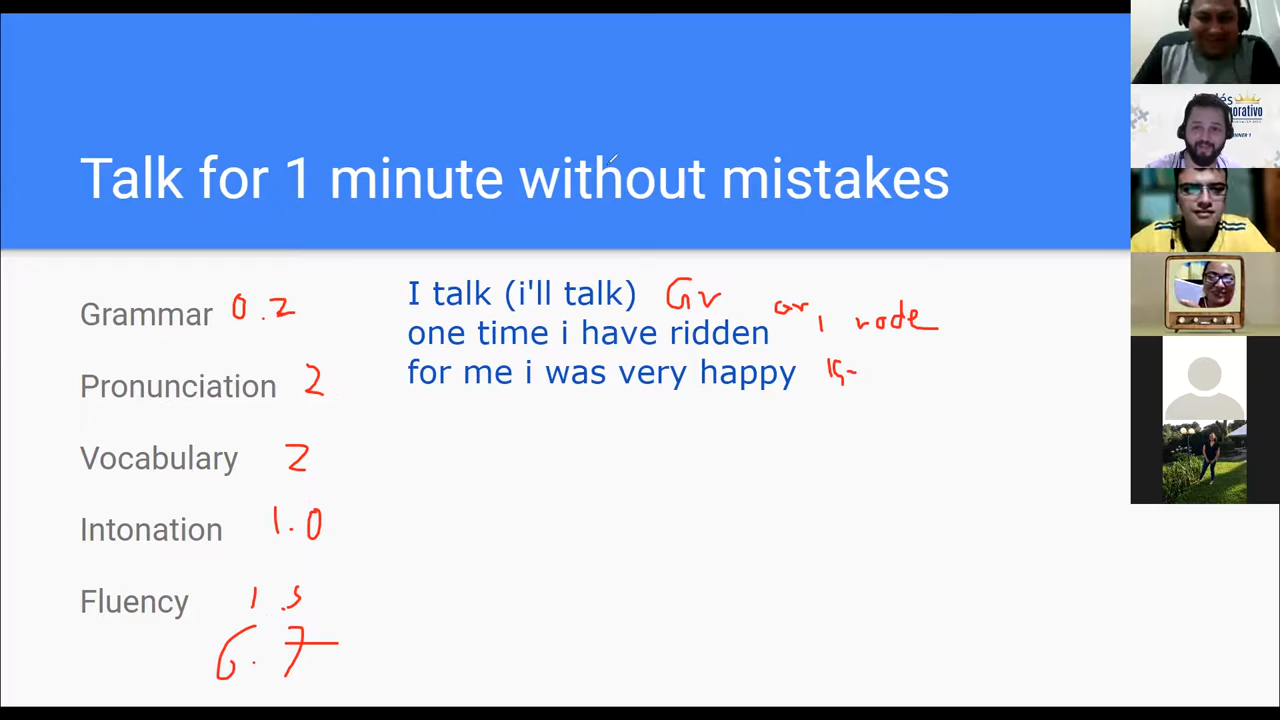 Talk for 1 minute without mistakes
Grammar 0.2
Pronunciation 2
Vocabulary 2
Intonation 1.0
Fluency 1.5
6.7
I talk (i'll talk) Gr
one time i have ridden or, rode
for me i was very happy